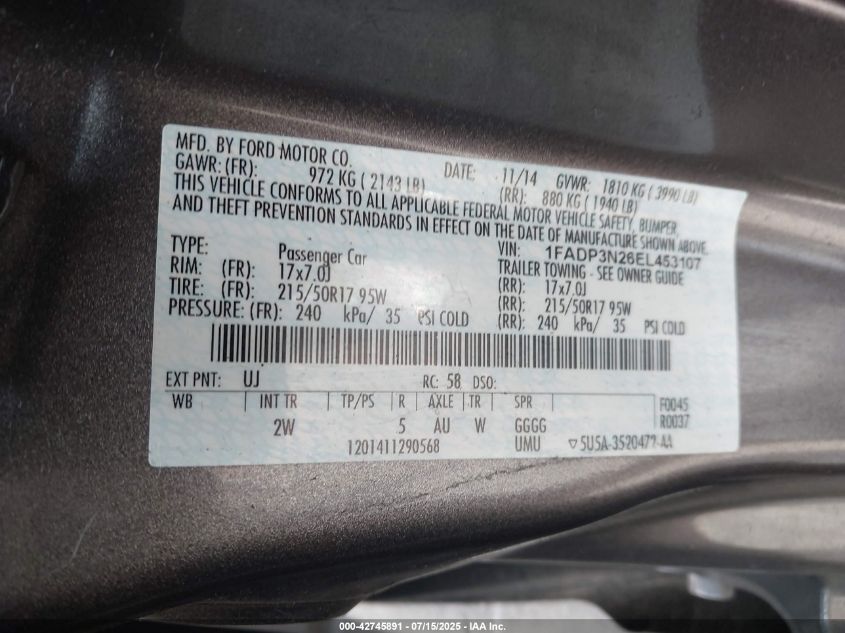 MFD. BY FORD MOTOR CO. DATE: 11/14 GVWR: 1810 KG ( 3990 LB)
GAWR: (FR): 972 KG ( 2143 LB) (RR): 880 KG ( 1940 LB)
THIS VEHICLE CONFORMS TO ALL APPLICABLE FEDERAL MOTOR VEHICLE SAFETY, BUMPER,
AND THEFT PREVENTION STANDARDS IN EFFECT ON THE DATE OF MANUFACTURE SHOWN ABOVE.
VIN: 1FADP3N26EL453107
TYPE: Passenger Car TRAILER TOWING - SEE OWNER GUIDE
RIM: (FR): 17x7.0J (RR): 17x7.0J
TIRE: (FR): 215/50R17 95W (RR): 215/50R17 95W
PRESSURE: (FR): 240 kPa/ 35 PSI COLD (RR): 240 kPa/ 35 PSI COLD
EXT PNT: UJ RC: 58 DSO:
WB INT TR TP/PS R AXLE TR SPR F0045
2W 5 AU W GGGG R0037
1201411290568 UMU ▽5U5A-3520472-AA
000-42745891 - 07/15/2025 - IAA Inc.